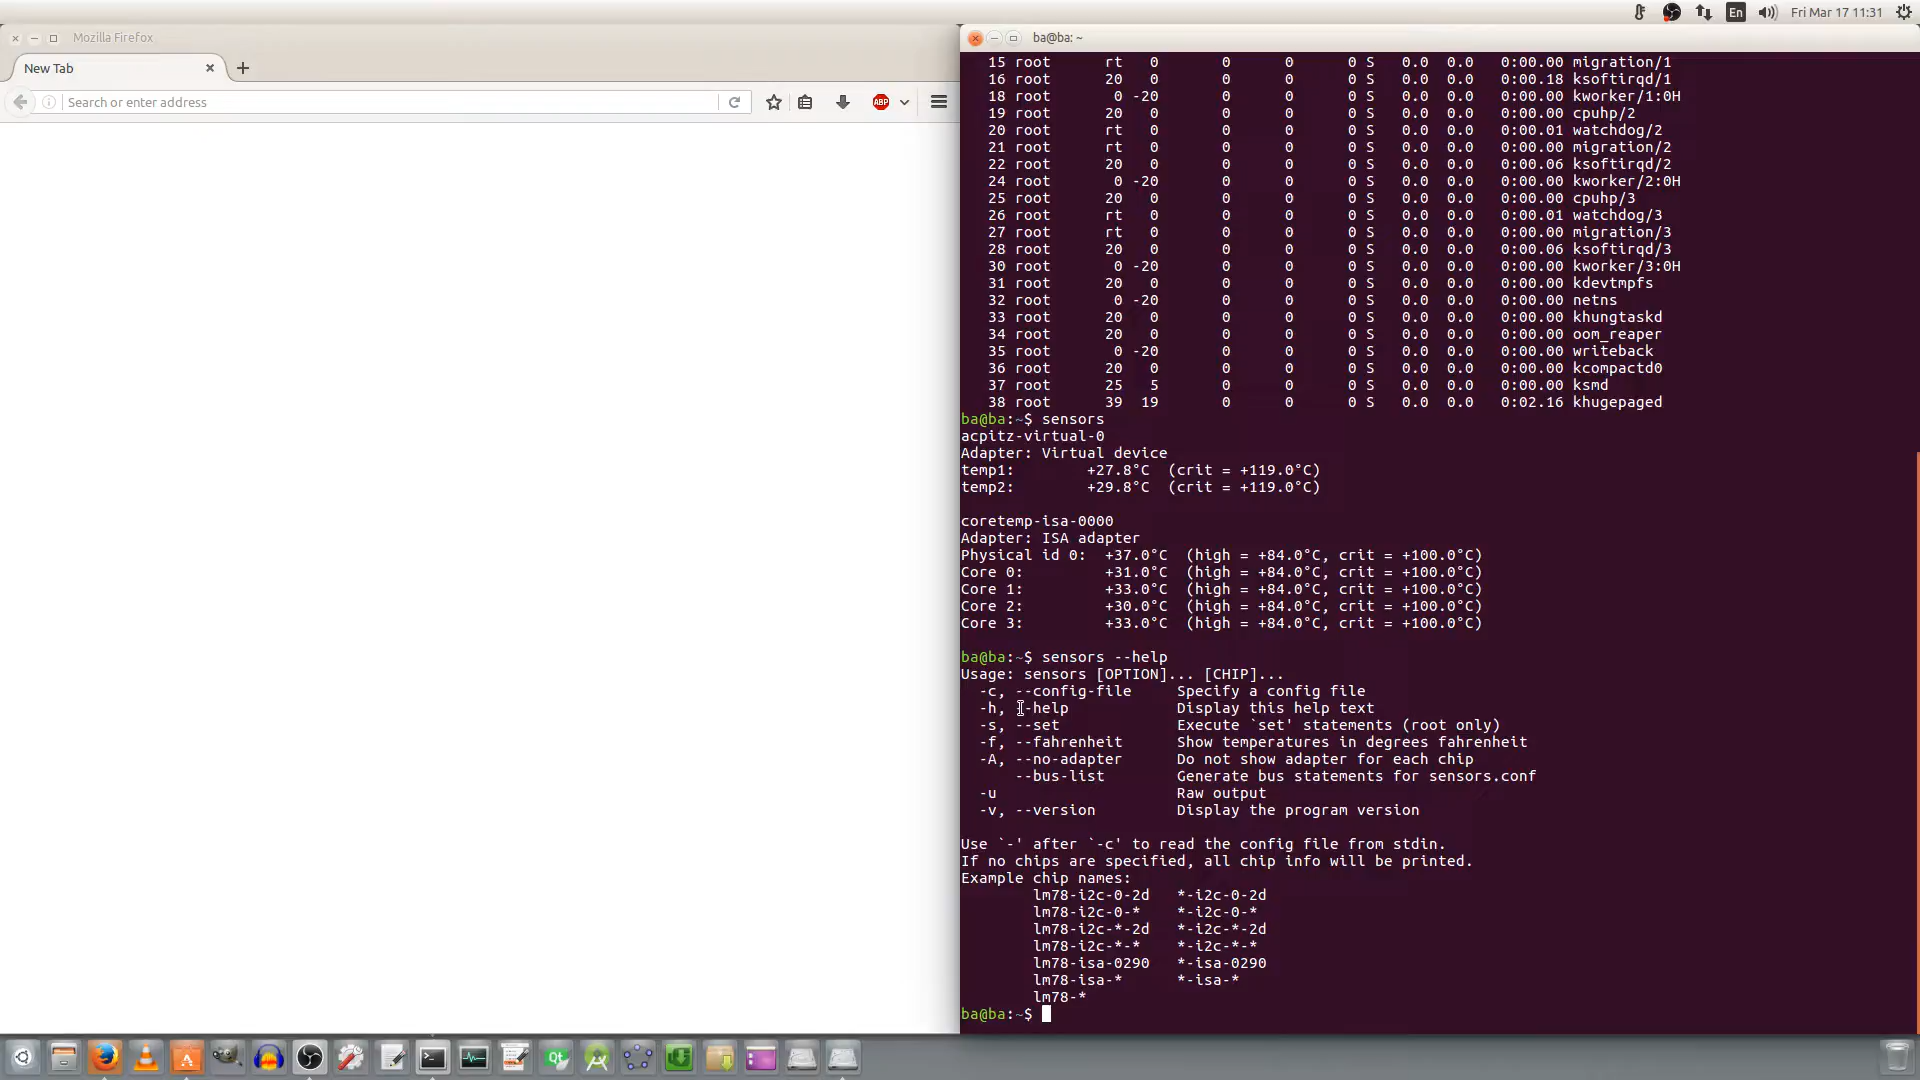 En Fri Mar 17 11:31
Mozilla Firefox
New Tab
Search or enter address
ABP
ba@ba: ~
15 root rt 0 0 0 0 S 0.0 0.0 0:00.00 migration/1
16 root 20 0 0 0 0 S 0.0 0.0 0:00.18 ksoftirqd/1
18 root 0 -20 0 0 0 S 0.0 0.0 0:00.00 kworker/1:0H
19 root 20 0 0 0 0 S 0.0 0.0 0:00.00 cpuhp/2
20 root rt 0 0 0 0 S 0.0 0.0 0:00.01 watchdog/2
21 root rt 0 0 0 0 S 0.0 0.0 0:00.00 migration/2
22 root 20 0 0 0 0 S 0.0 0.0 0:00.06 ksoftirqd/2
24 root 0 -20 0 0 0 S 0.0 0.0 0:00.00 kworker/2:0H
25 root 20 0 0 0 0 S 0.0 0.0 0:00.00 cpuhp/3
26 root rt 0 0 0 0 S 0.0 0.0 0:00.01 watchdog/3
27 root rt 0 0 0 0 S 0.0 0.0 0:00.00 migration/3
28 root 20 0 0 0 0 S 0.0 0.0 0:00.06 ksoftirqd/3
30 root 0 -20 0 0 0 S 0.0 0.0 0:00.00 kworker/3:0H
31 root 20 0 0 0 0 S 0.0 0.0 0:00.00 kdevtmpfs
32 root 0 -20 0 0 0 S 0.0 0.0 0:00.00 netns
33 root 20 0 0 0 0 S 0.0 0.0 0:00.00 khungtaskd
34 root 20 0 0 0 0 S 0.0 0.0 0:00.00 oom_reaper
35 root 0 -20 0 0 0 S 0.0 0.0 0:00.00 writeback
36 root 20 0 0 0 0 S 0.0 0.0 0:00.00 kcompactd0
37 root 25 5 0 0 0 S 0.0 0.0 0:00.00 ksmd
38 root 39 19 0 0 0 S 0.0 0.0 0:02.16 khugepaged
ba@ba:~$ sensors
acpitz-virtual-0
Adapter: Virtual device
temp1: +27.8°C (crit = +119.0°C)
temp2: +29.8°C (crit = +119.0°C)
coretemp-isa-0000
Adapter: ISA adapter
Physical id 0: +37.0°C (high = +84.0°C, crit = +100.0°C)
Core 0: +31.0°C (high = +84.0°C, crit = +100.0°C)
Core 1: +33.0°C (high = +84.0°C, crit = +100.0°C)
Core 2: +30.0°C (high = +84.0°C, crit = +100.0°C)
Core 3: +33.0°C (high = +84.0°C, crit = +100.0°C)
ba@ba:~$ sensors --help
Usage: sensors [OPTION]... [CHIP]...
-c, --config-file Specify a config file
-h, --help Display this help text
-s, --set Execute `set' statements (root only)
-f, --fahrenheit Show temperatures in degrees fahrenheit
-A, --no-adapter Do not show adapter for each chip
--bus-list Generate bus statements for sensors.conf
-u Raw output
-v, --version Display the program version
Use `-' after `-c' to read the config file from stdin.
If no chips are specified, all chip info will be printed.
Example chip names:
lm78-i2c-0-2d *-i2c-0-2d
lm78-i2c-0-* *-i2c-0-*
lm78-i2c-*-2d *-i2c-*-2d
lm78-i2c-*-* *-i2c-*-*
lm78-isa-0290 *-isa-0290
lm78-isa-* *-isa-*
lm78-*
ba@ba:~$
Qt